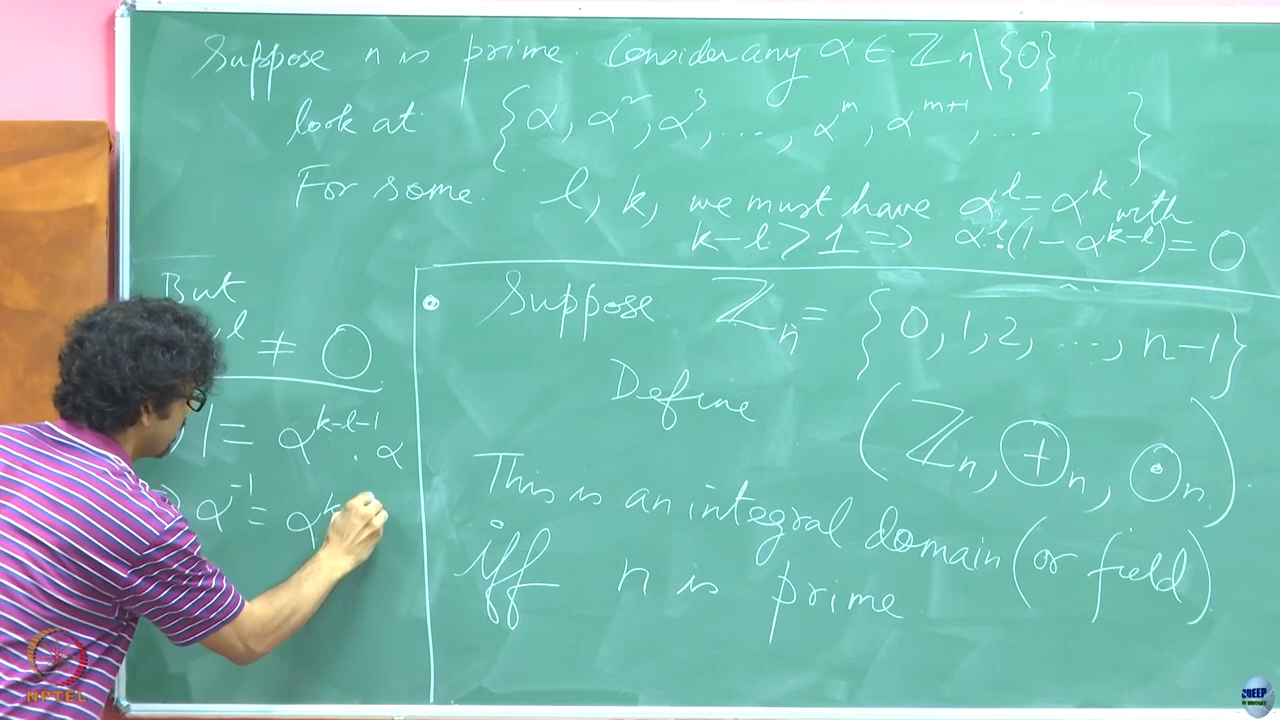 Suppose n is prime. Consider any α ∈ ℤn\{0}
look at {α, α², α³, ..., α^m, α^{m+1}, ... }
For some l, k, we must have α^l = α^k with
k-l > 1 => α^l.(1 - α^{k-l}) = 0
But
l ≠ 0
1 = α^{k-l-1} . α
α^{-1} = α^k
• Suppose ℤn = {0, 1, 2, ..., n-1}
Define (ℤn, ⊕n, ⊙n).
This is an integral domain (or field)
iff n is prime
NPTEL